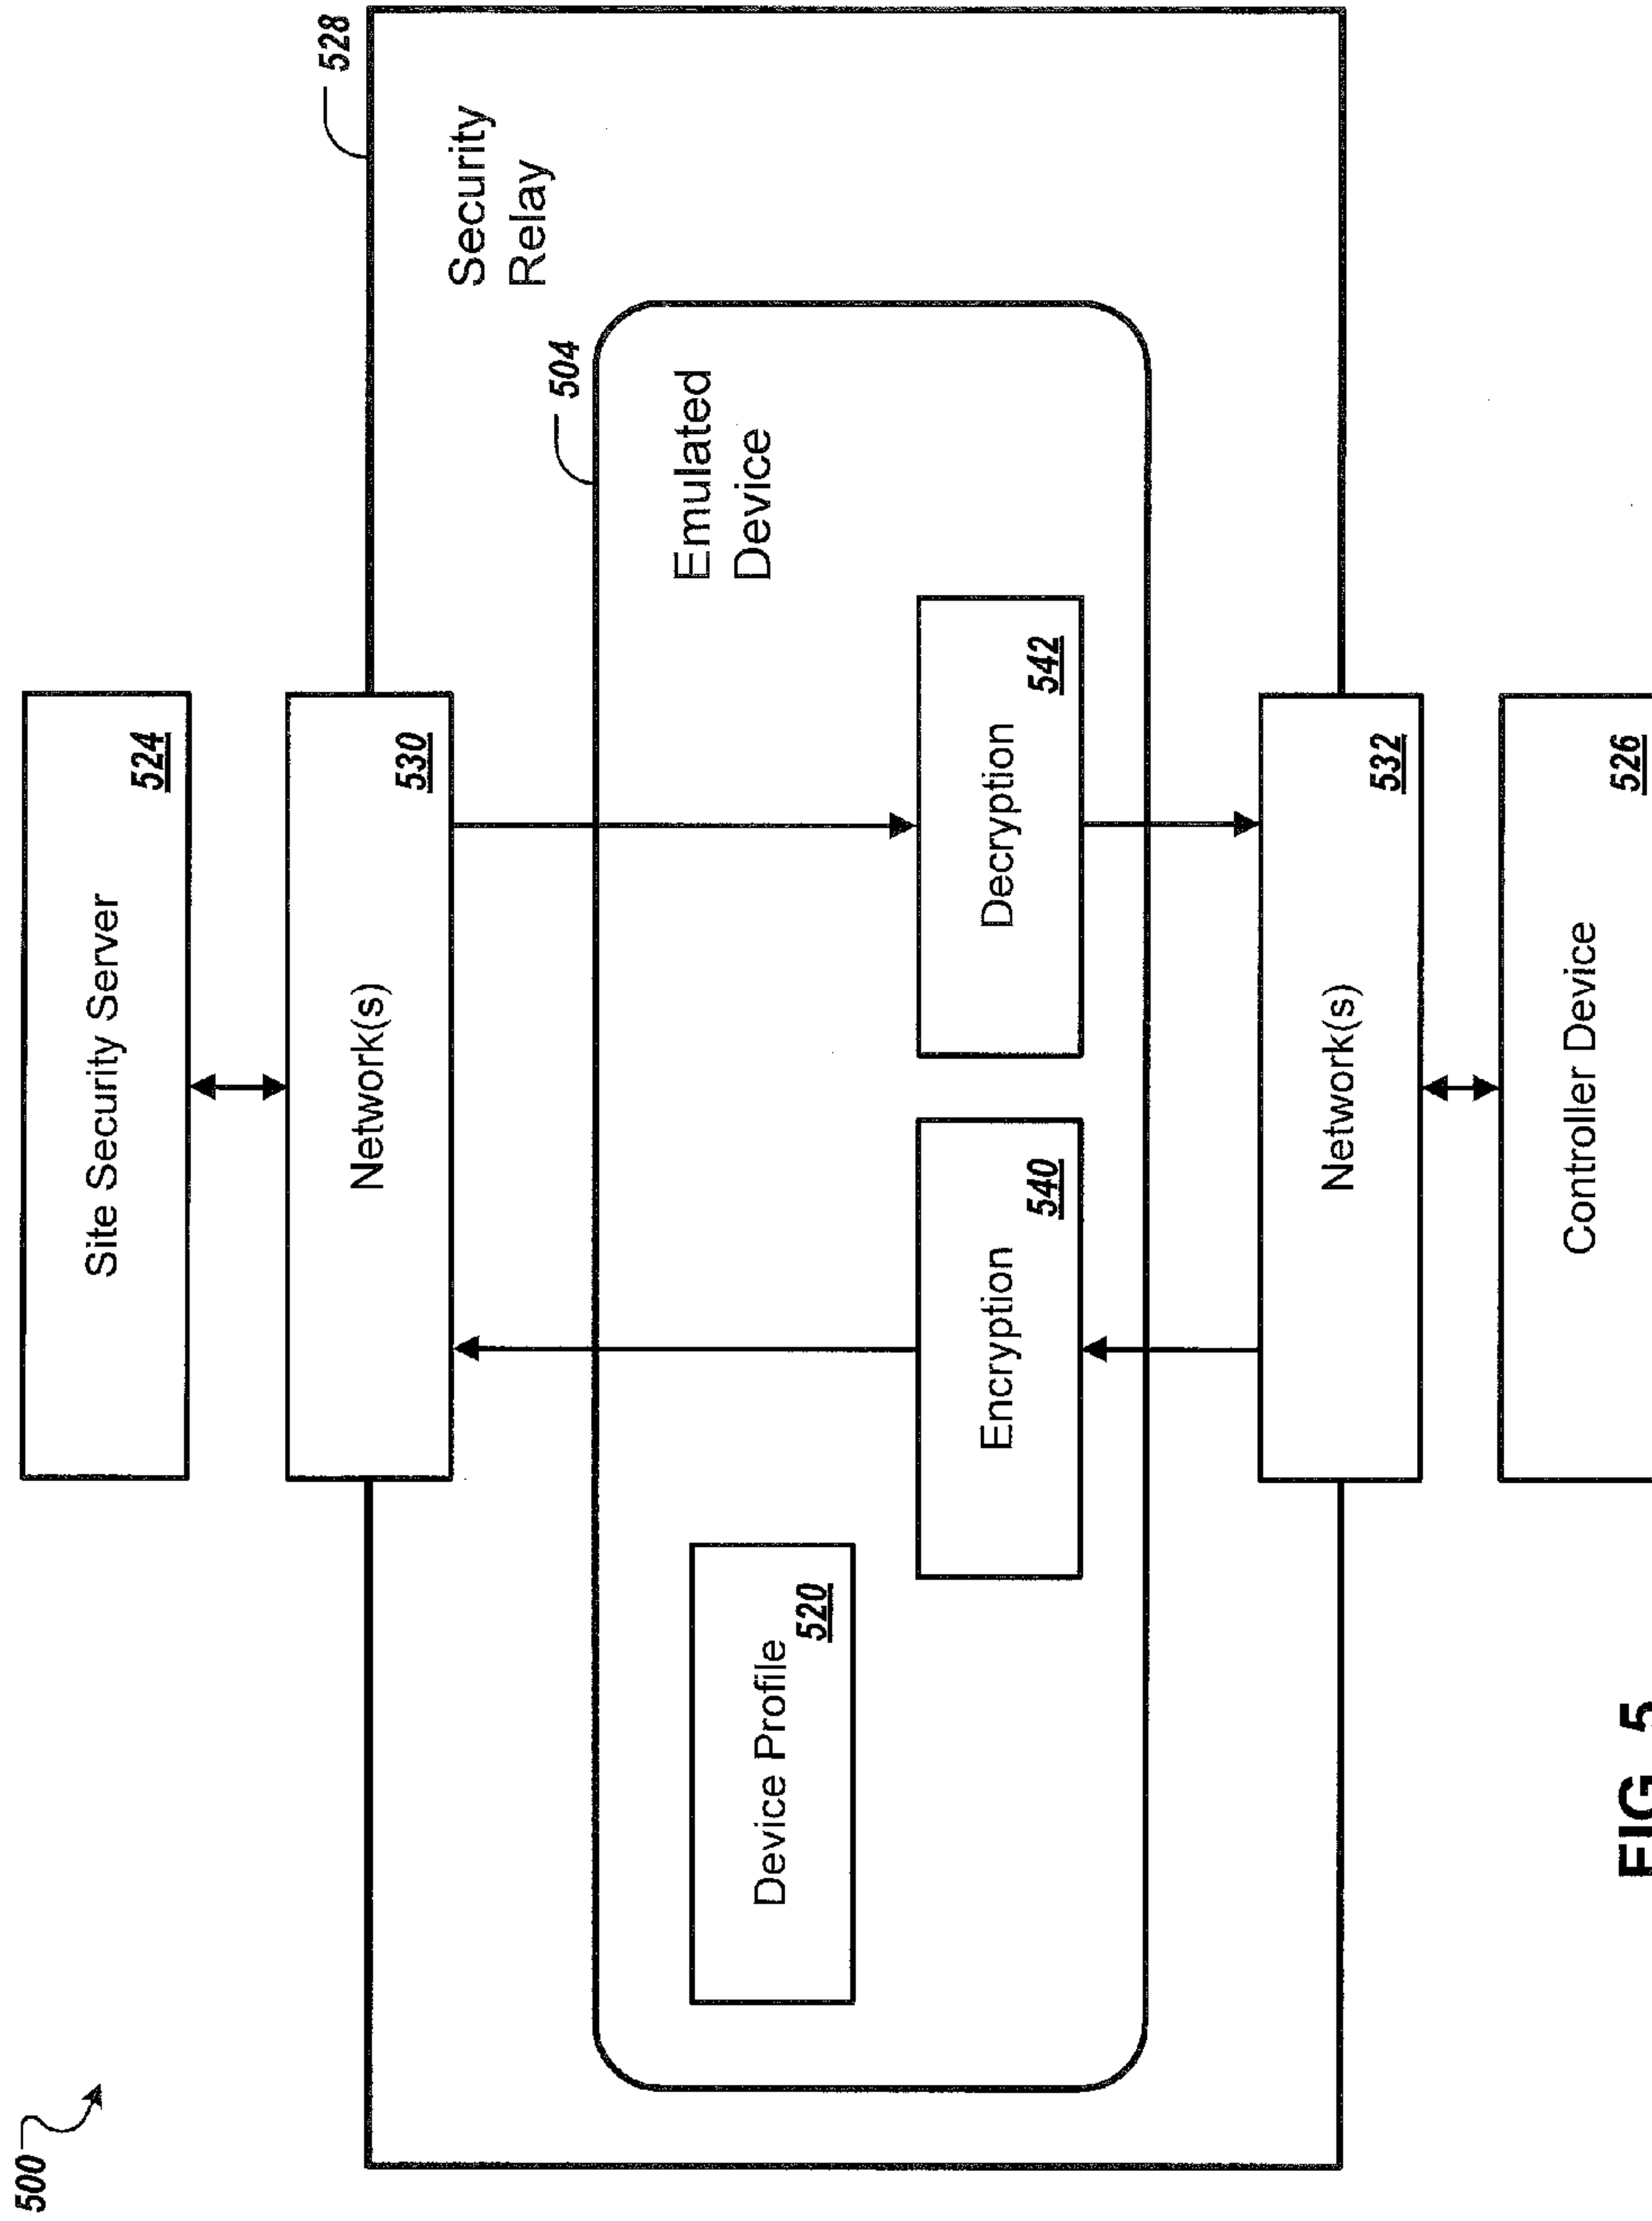 500
Site Security Server
524
528
Network(s)
530
Security
Relay
504
Emulated
Device
Device Profile
520
Encryption
540
Decryption
542
Network(s)
532
Controller Device
526
FIG. 5